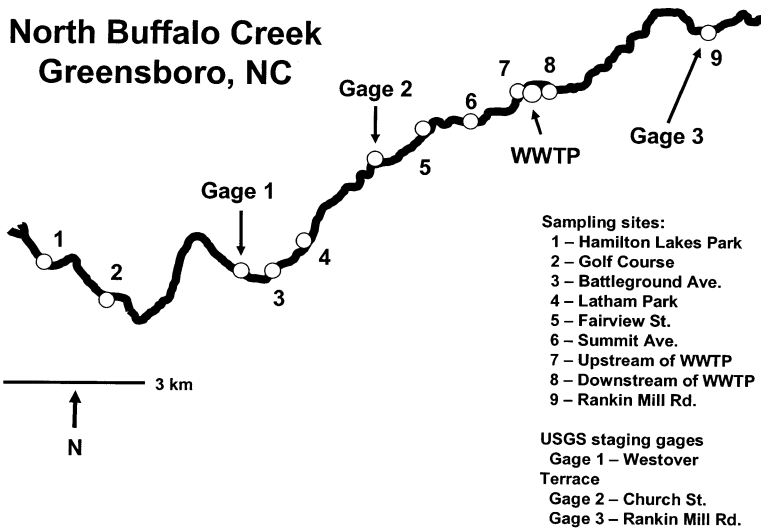 North Buffalo Creek
Greensboro, NC
Gage 2
7
8
6
9
5
WWTP
Gage 3
Gage 1
1
2
3
4
3 km
N
Sampling sites:
1 – Hamilton Lakes Park
2 – Golf Course
3 – Battleground Ave.
4 – Latham Park
5 – Fairview St.
6 – Summit Ave.
7 – Upstream of WWTP
8 – Downstream of WWTP
9 – Rankin Mill Rd.
USGS staging gages
Gage 1 – Westover
Terrace
Gage 2 – Church St.
Gage 3 – Rankin Mill Rd.